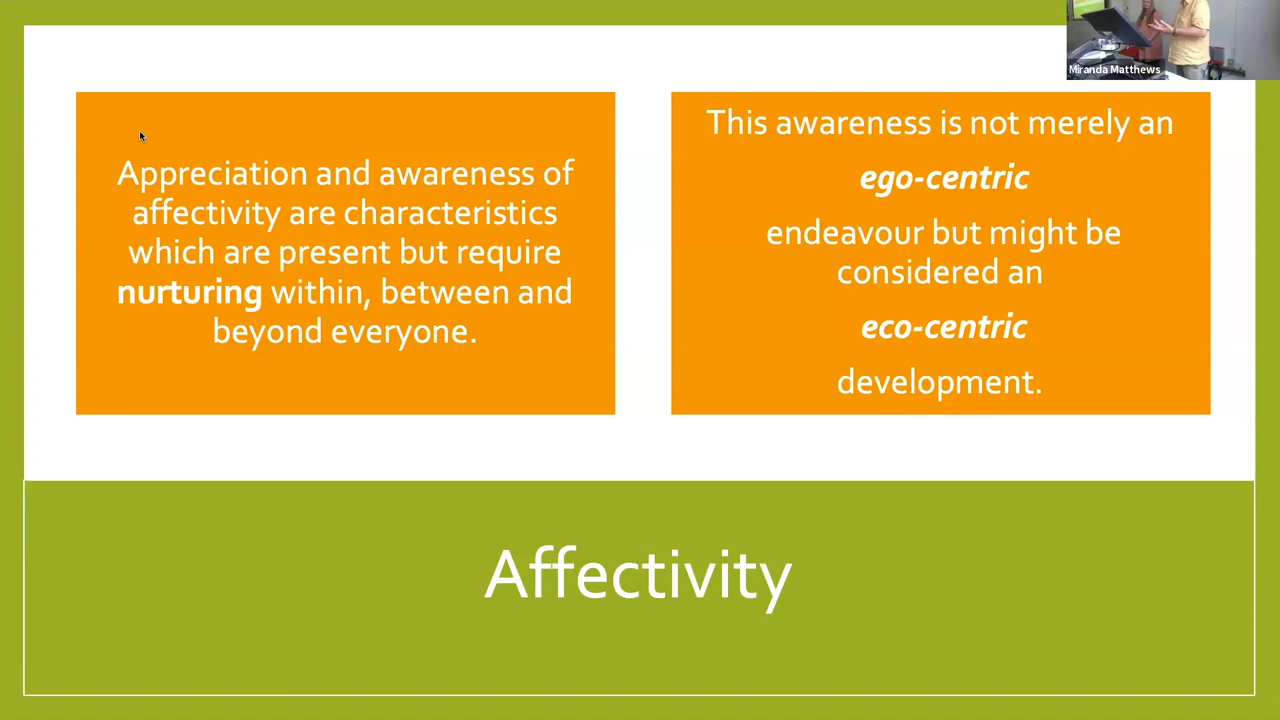 Miranda Matthews
Appreciation and awareness of
affectivity are characteristics
which are present but require
nurturing within, between and
beyond everyone.
This awareness is not merely an
ego-centric
endeavour but might be
considered an
eco-centric
development.
Affectivity